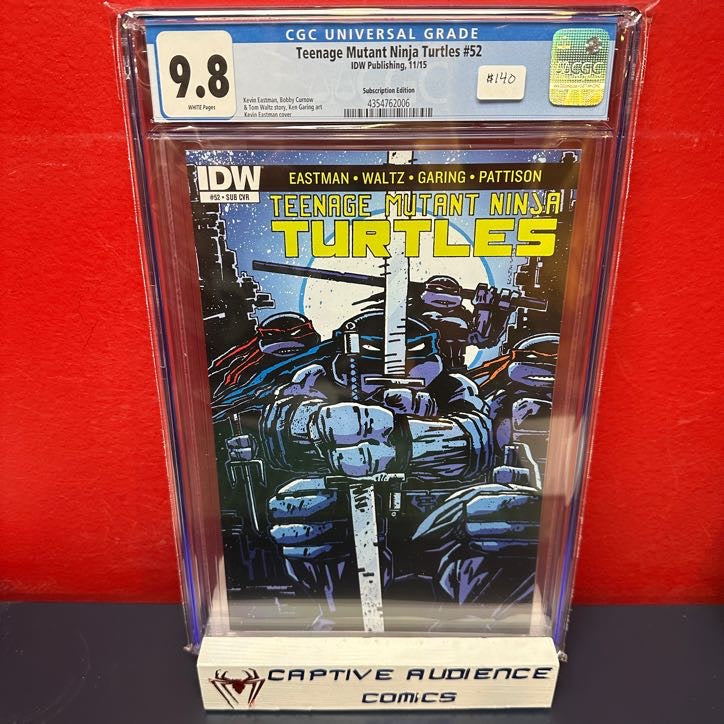 CGC UNIVERSAL GRADE
9.8
WHITE Pages
Teenage Mutant Ninja Turtles #52
IDW Publishing, 11/15
Subscription Edition
Kevin Eastman, Bobby Curnow
& Tom Waltz story, Ken Garing art
Kevin Eastman cover
4354762006
#140
CGC
IDW
#52 • SUB CVR
EASTMAN • WALTZ • GARING • PATTISON
TEENAGE MUTANT NINJA
TURTLES
CAPTIVE AUDIENCE
COMICS